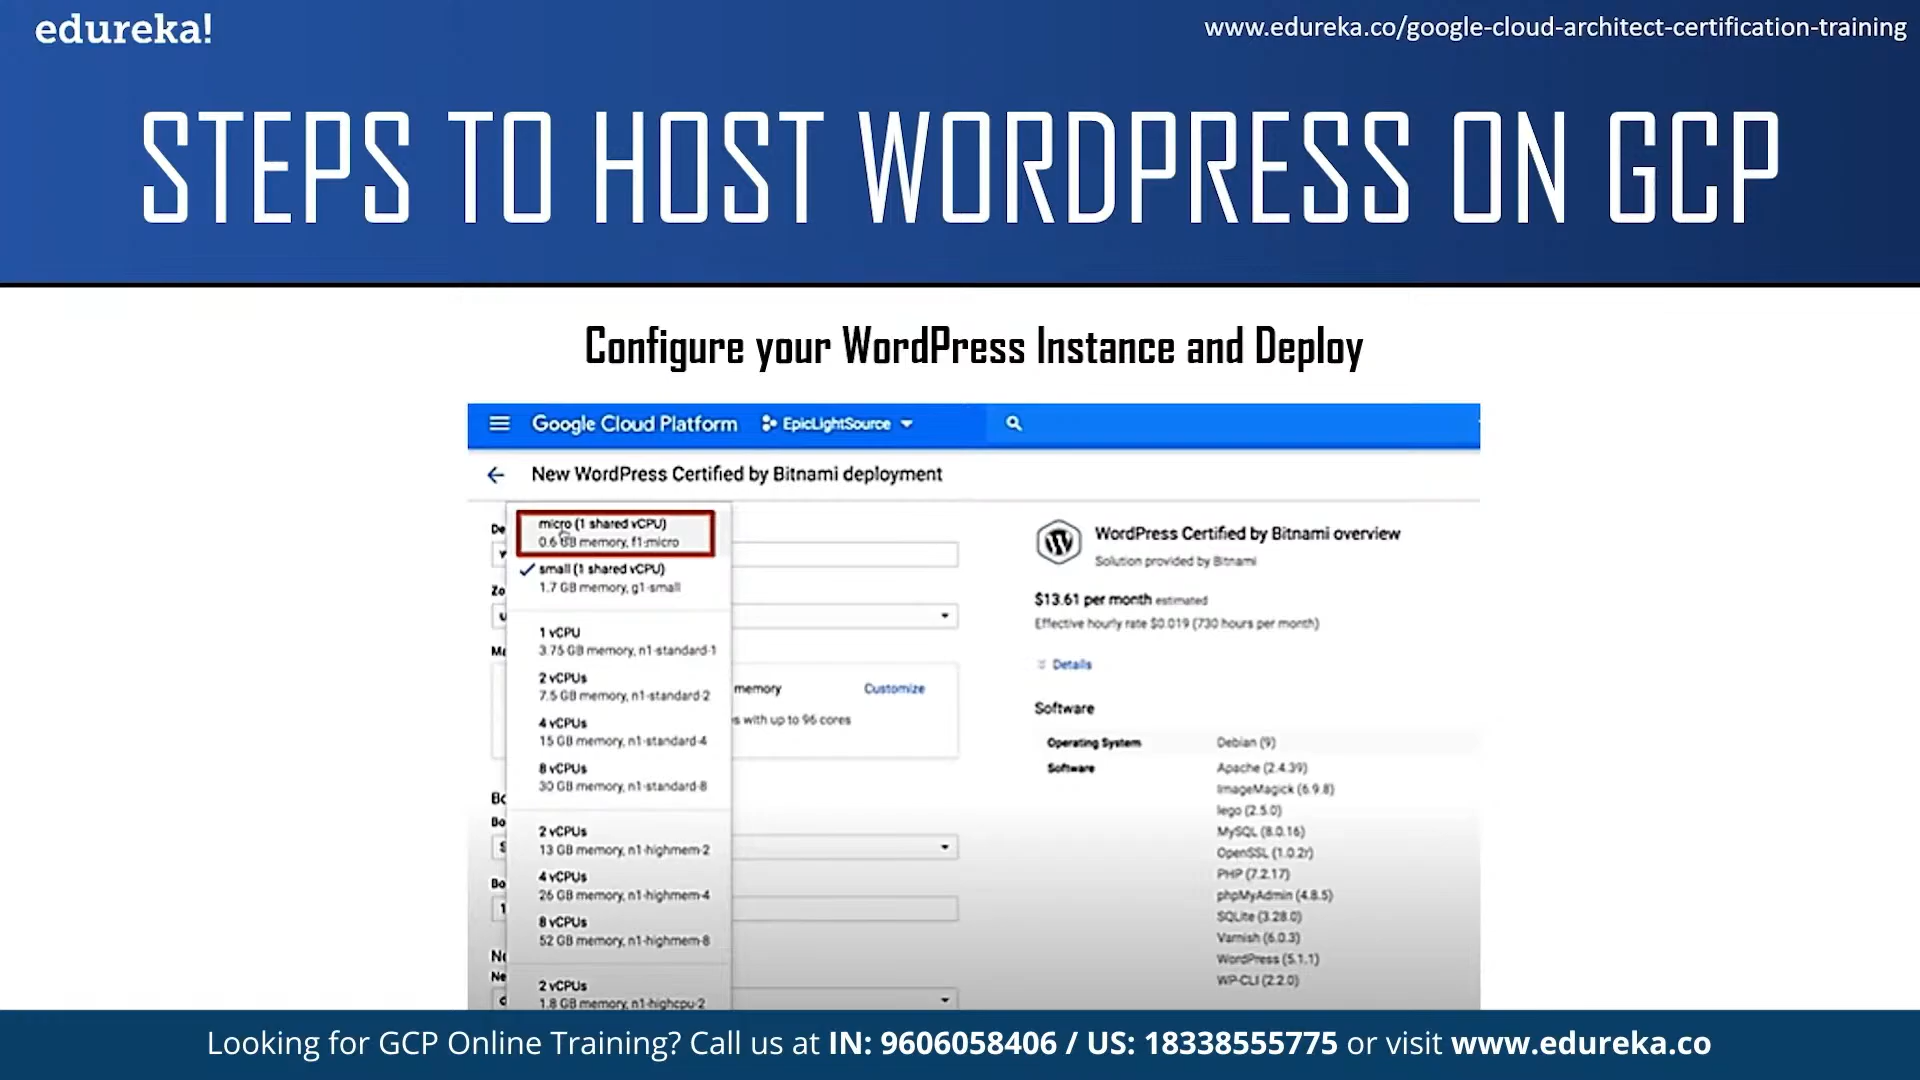 edureka!
www.edureka.co/google-cloud-architect-certification-training
STEPS TO HOST WORDPRESS ON GCP
Configure your WordPress Instance and Deploy
Google Cloud Platform
EpicLightSource
New WordPress Certified by Bitnami deployment
De
micro (1 shared vCPU)
0.6 GB memory, f1-micro
small (1 shared vCPU)
1.7 GB memory, g1-small
Zo
1 vCPU
3.75 GB memory, n1-standard-1
Ma
2 vCPUs
7.5 GB memory, n1-standard-2
memory
Customize
4 vCPUs
15 GB memory, n1-standard-4
s with up to 96 cores
8 vCPUs
30 GB memory, n1-standard-8
Bo
Bo
2 vCPUs
13 GB memory, n1-highmem-2
4 vCPUs
26 GB memory, n1-highmem-4
Bo
1
8 vCPUs
52 GB memory, n1-highmem-8
Ne
Ne
2 vCPUs
1.8 GB memory, n1-highcpu-2
WordPress Certified by Bitnami overview
Solution provided by Bitnami
$13.61 per month estimated
Effective hourly rate $0.019 (730 hours per month)
Details
Software
Operating System Debian (9)
Software Apache (2.4.39)
ImageMagick (6.9.8)
lego (2.5.0)
MySQL (8.0.16)
OpenSSL (1.0.2r)
PHP (7.2.17)
phpMyAdmin (4.8.5)
SQLite (3.28.0)
Varnish (6.0.3)
WordPress (5.1.1)
WP-CLI (2.2.0)
Looking for GCP Online Training? Call us at IN: 9606058406 / US: 18338555775 or visit www.edureka.co